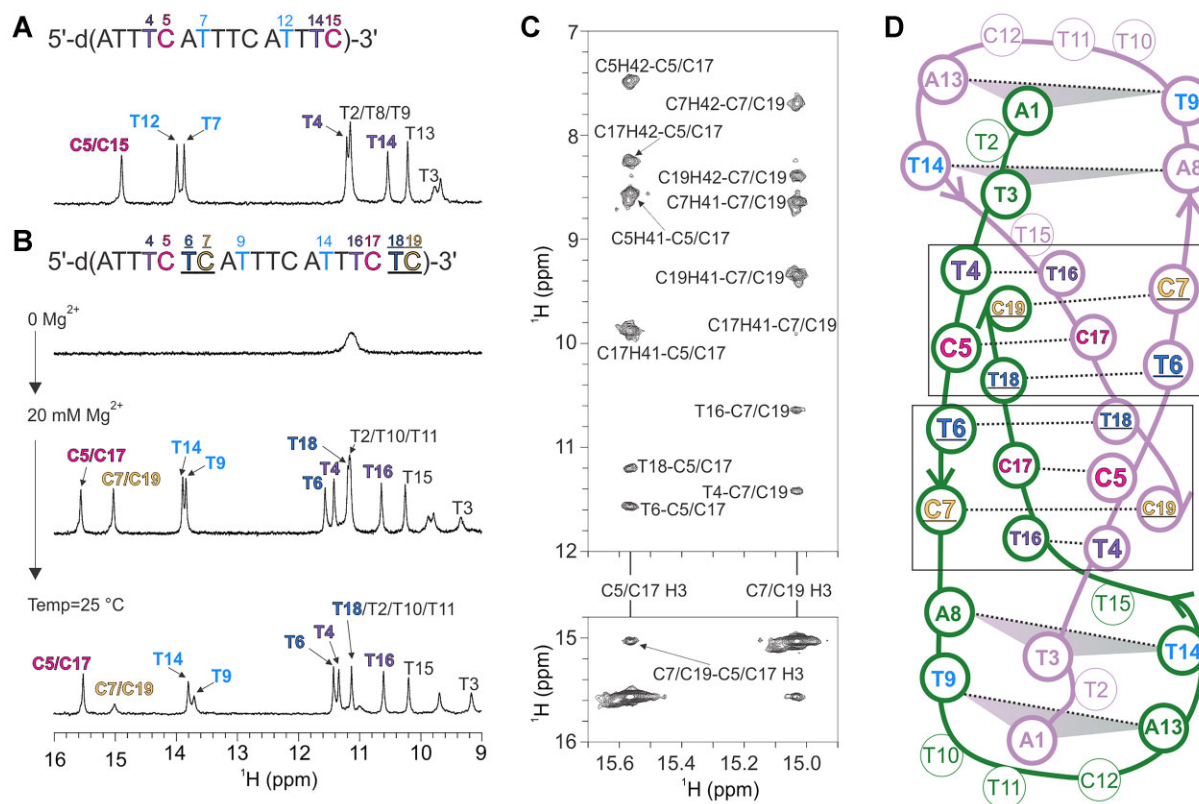 A
4 5 7 12 14 15
5'-d(ATTTCATTTCATTTC)-3'
C5/C15
T12
T7
T4
T2/T8/T9
T14
T13
T3
B
4 5 6 7 9 14 16 17 18 19
5'-d(ATTTC TC ATTTCATTTC TC)-3'
0 Mg²⁺
20 mM Mg²⁺
C5/C17
C7/C19
T14
T9
T6
T4
T18
T2/T10/T11
T16
T15
T3
Temp=25 °C
C5/C17
C7/C19
T14
T9
T6
T4
T18/T2/T10/T11
T16
T15
T3
16 15 14 13 12 11 10 9
¹H (ppm)
C
7
8
9
10
11
12
15
16
¹H (ppm)
C5H42-C5/C17
C7H42-C7/C19
C17H42-C5/C17
C19H42-C7/C19
C7H41-C7/C19
C5H41-C5/C17
C19H41-C7/C19
C17H41-C7/C19
C17H41-C5/C17
T16-C7/C19
T18-C5/C17
T4-C7/C19
T6-C5/C17
C5/C17 H3
C7/C19 H3
C7/C19-C5/C17 H3
15.6 15.4 15.2 15.0
¹H (ppm)
D
C12 T11 T10
A13
A1
T9
T2
T14
T3
A8
T15
T4
T16
C19
C7
C5
C17
T18
T6
T6
T18
C17
C5
C7
C19
T16
T4
T15
A8
T3
T14
T9
T2
A1
A13
T10
T11
C12